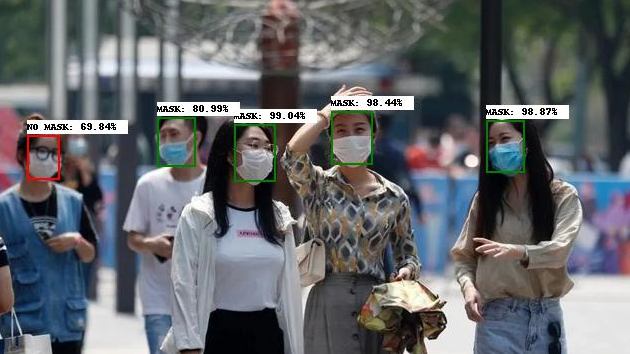 NO MASK: 69.84%
MASK: 80.99%
MASK: 99.04%
MASK: 98.44%
MASK: 98.87%